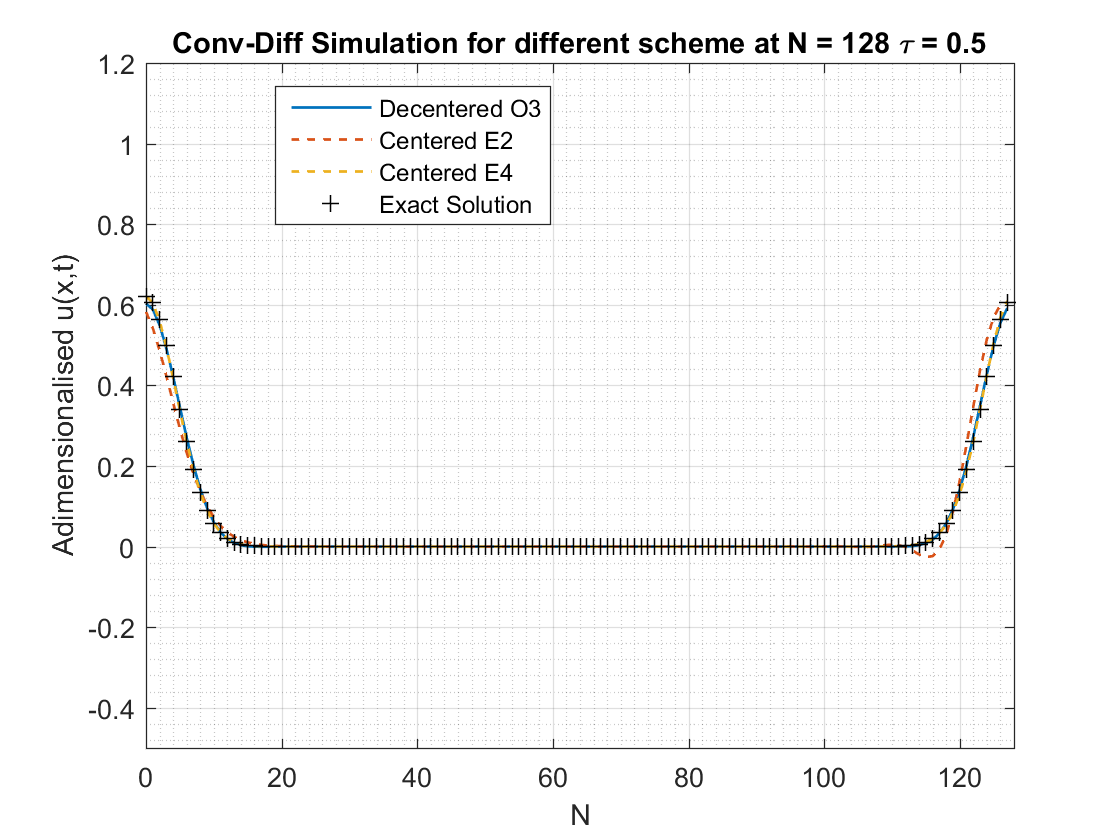 Conv-Diff Simulation for different scheme at N = 128 τ = 0.5
Decentered O3
Centered E2
Centered E4
Exact Solution
Adimensionalised u(x,t)
1.2
1
0.8
0.6
0.4
0.2
0
-0.2
-0.4
0 20 40 60 80 100 120
N